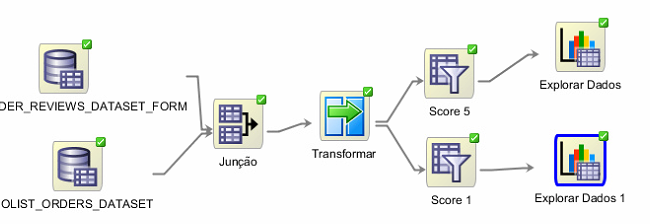 Explorar Dados
DER_REVIEWS_DATASET_FORM
Score 5
Junção
Transformar
OLIST_ORDERS_DATASET
Score 1
Explorar Dados 1